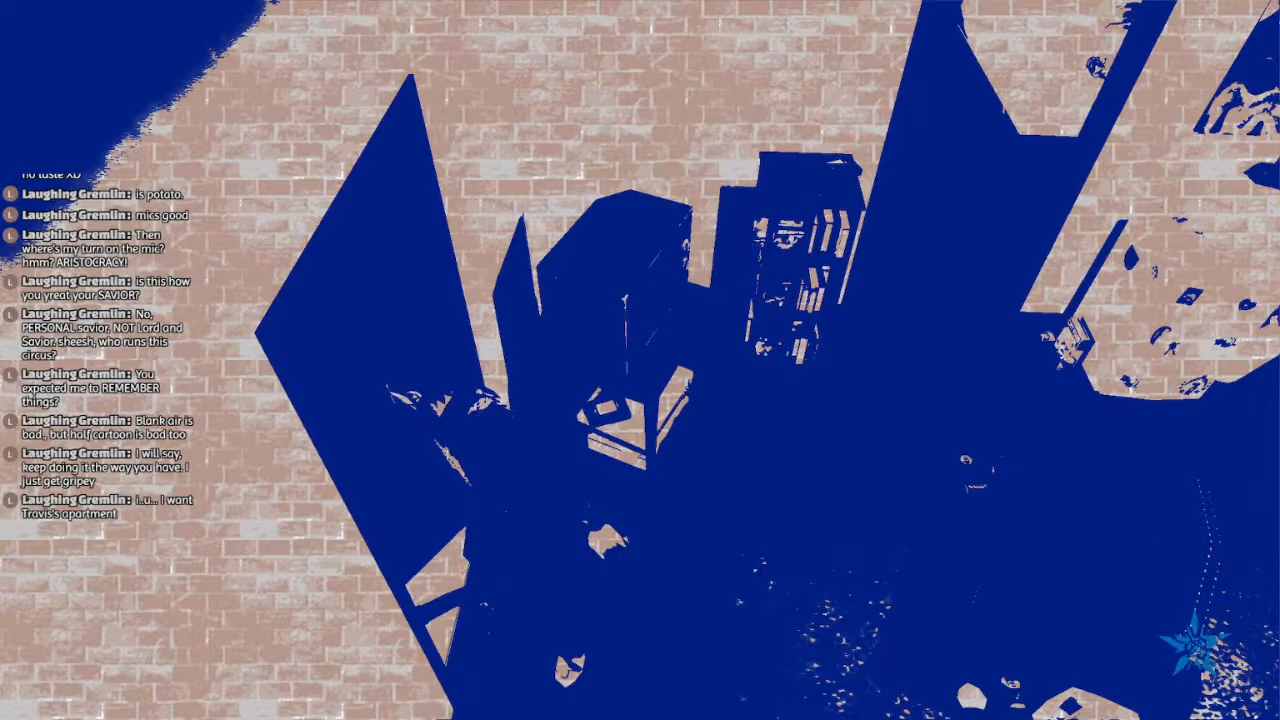 no taste XD
L Laughing Gremlin: is potato.
L Laughing Gremlin: mics good
L Laughing Gremlin: Then
where's my turn on the mic?
hmm? ARISTOCRACY!
L Laughing Gremlin: is this how
you yreat your SAVIOR?
L Laughing Gremlin: No,
PERSONAL savior, NOT Lord and
Savior. sheesh, who runs this
circus?
L Laughing Gremlin: You
expected me to REMEMBER
things?
L Laughing Gremlin: Blank air is
bad,, but half cartoon is bad too
L Laughing Gremlin: I will say,
keep doing it the way you have. I
just get gripey
L Laughing Gremlin: i..u... I want
Travis's apartment